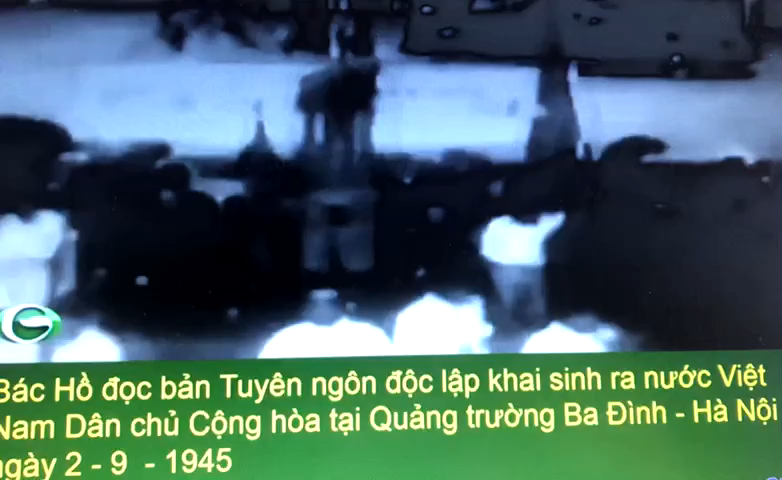 Bác Hồ đọc bản Tuyên ngôn độc lập khai sinh ra nước Việt
Nam Dân chủ Cộng hòa tại Quảng trường Ba Đình - Hà Nội
ngày 2 - 9 - 1945